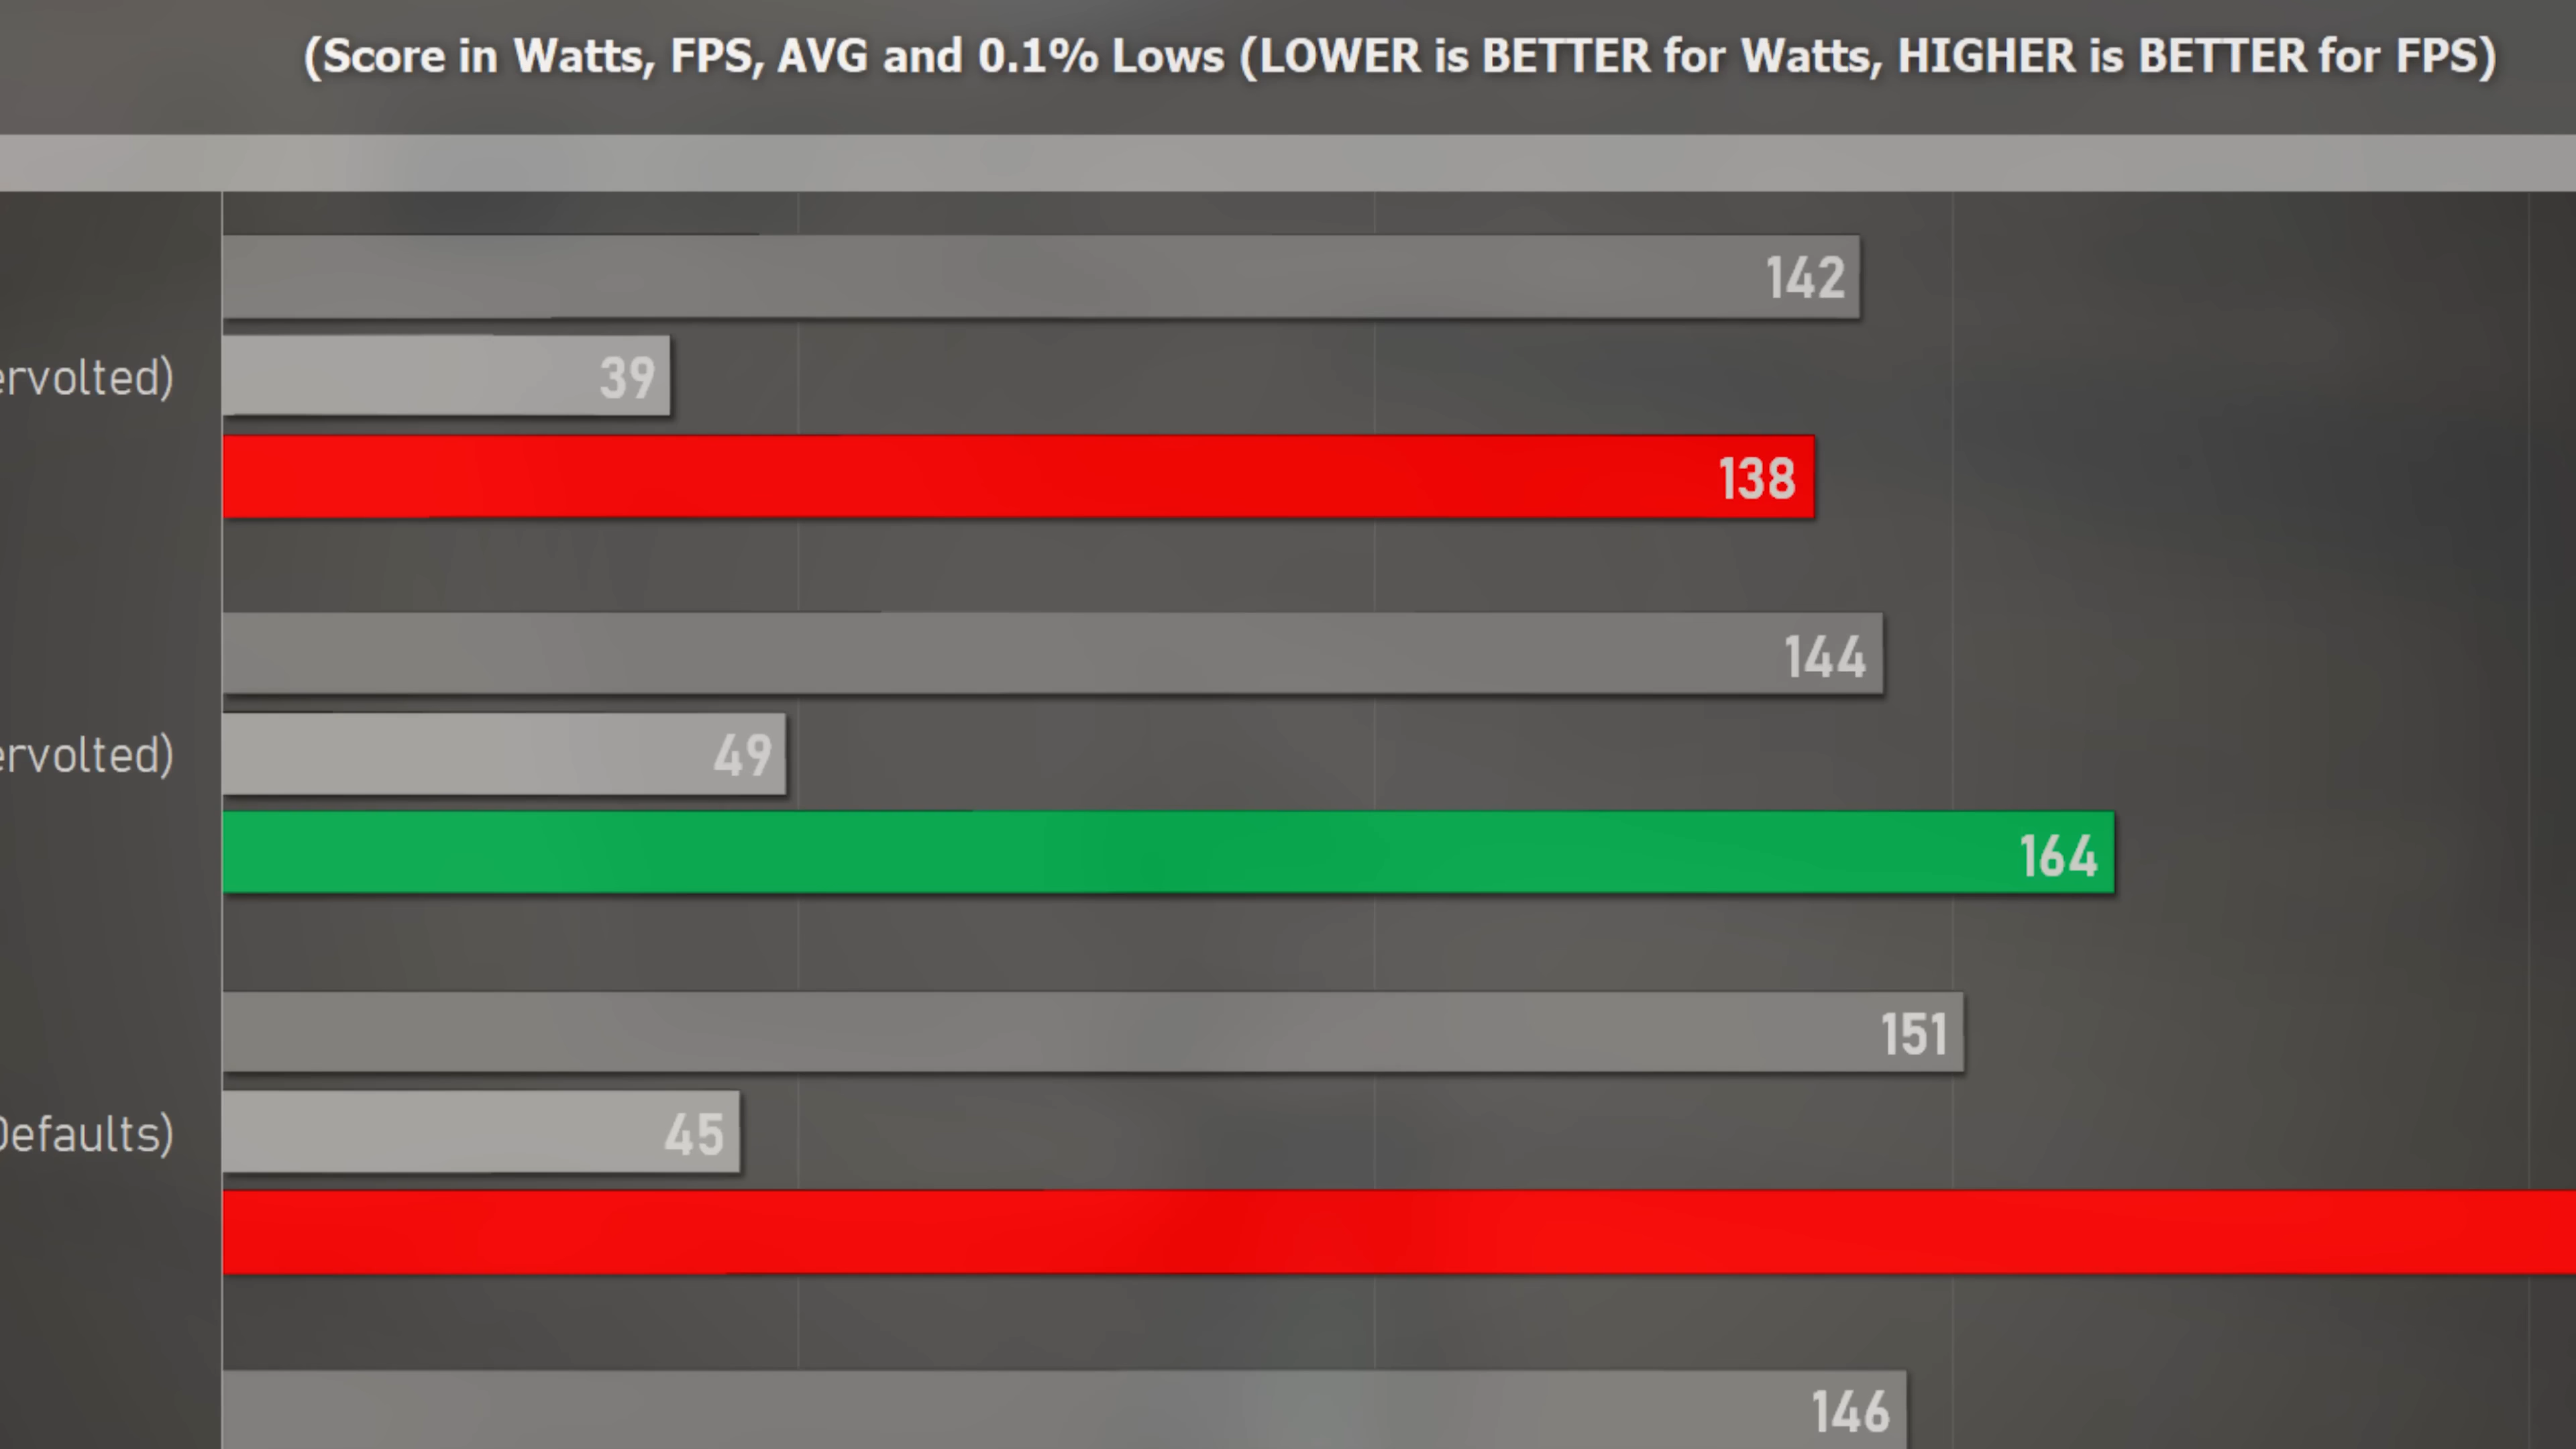 (Score in Watts, FPS, AVG and 0.1% Lows (LOWER is BETTER for Watts, HIGHER is BETTER for FPS)
142
ervolted)
39
138
144
ervolted)
49
164
151
Defaults)
45
146